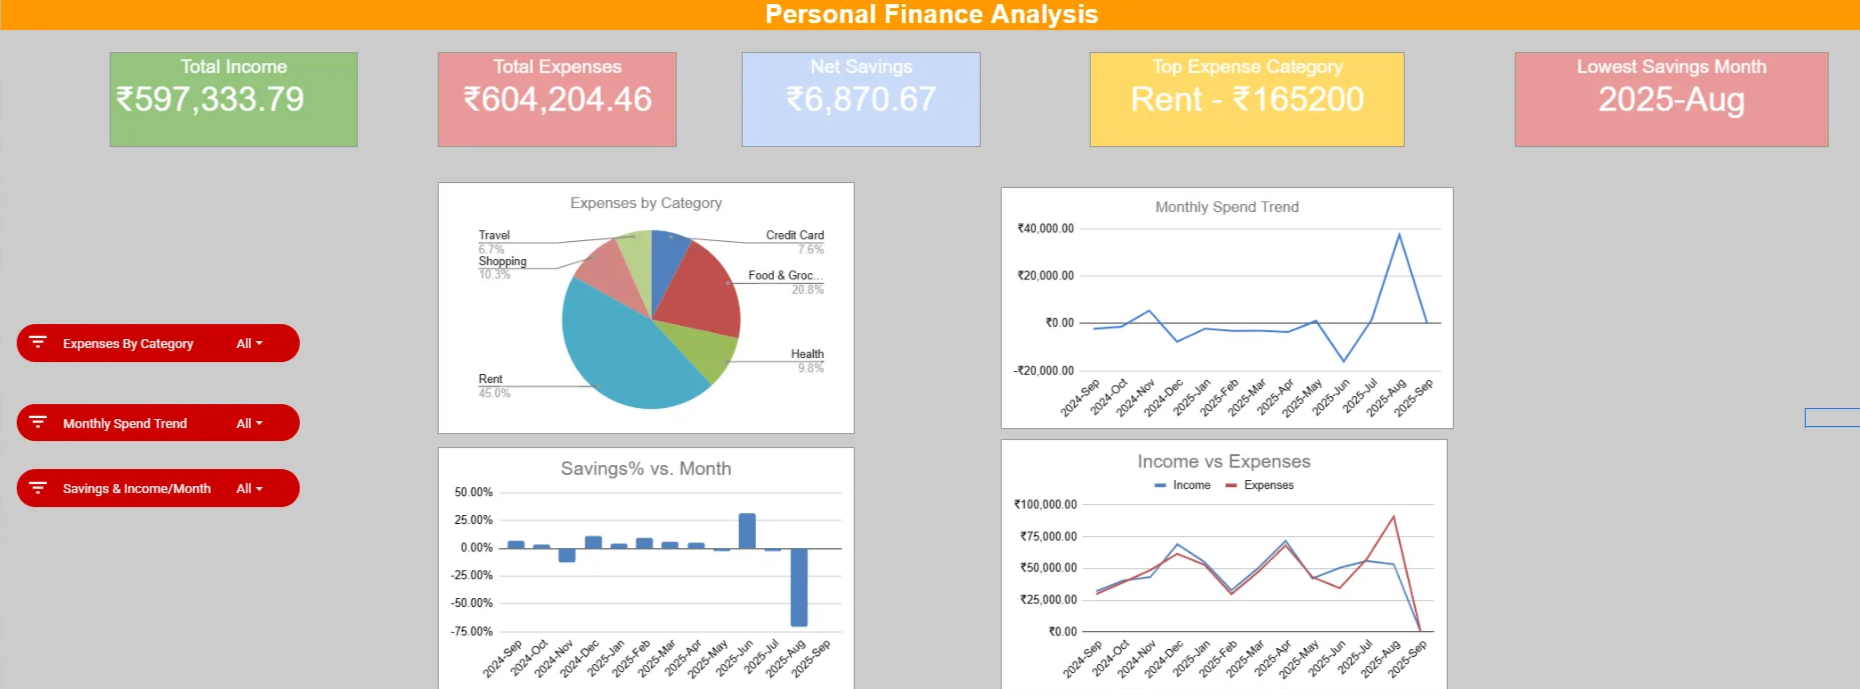 Personal Finance Analysis
Total Income
₹597,333.79
Total Expenses
₹604,204.46
Net Savings
₹6,870.67
Top Expense Category
Rent - ₹165200
Lowest Savings Month
2025-Aug
Expenses By Category All
Monthly Spend Trend All
Savings & Income/Month All
Expenses by Category
Travel
6.7%
Shopping
10.3%
Rent
45.0%
Credit Card
7.6%
Food & Groc...
20.8%
Health
9.8%
Monthly Spend Trend
₹40,000.00
₹20,000.00
₹0.00
-₹20,000.00
2024-Sep
2024-Oct
2024-Nov
2024-Dec
2025-Jan
2025-Feb
2025-Mar
2025-Apr
2025-May
2025-Jun
2025-Jul
2025-Aug
2025-Sep
Savings% vs. Month
50.00%
25.00%
0.00%
-25.00%
-50.00%
-75.00%
2024-Sep
2024-Oct
2024-Nov
2024-Dec
2025-Jan
2025-Feb
2025-Mar
2025-Apr
2025-May
2025-Jun
2025-Jul
2025-Aug
2025-Sep
Income vs Expenses
Income
Expenses
₹100,000.00
₹75,000.00
₹50,000.00
₹25,000.00
₹0.00
2024-Sep
2024-Oct
2024-Nov
2024-Dec
2025-Jan
2025-Feb
2025-Mar
2025-Apr
2025-May
2025-Jun
2025-Jul
2025-Aug
2025-Sep